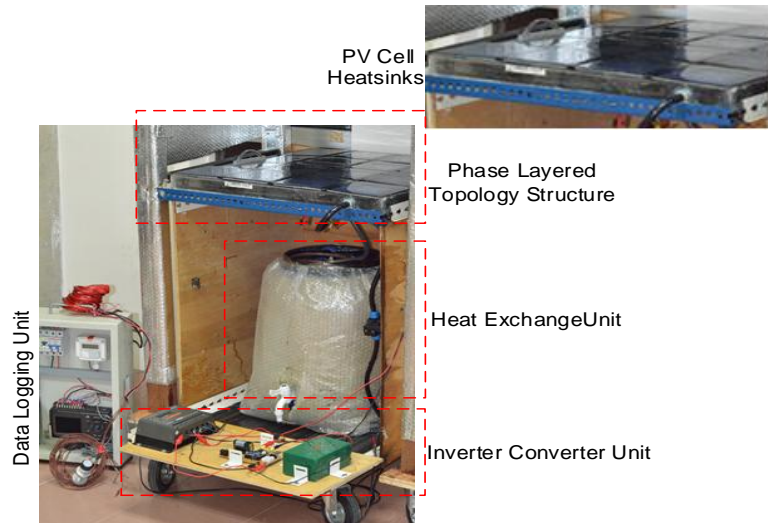 PV Cell
Heatsinks
Phase Layered
Topology Structure
Heat ExchangeUnit
Inverter Converter Unit
Data Logging Unit